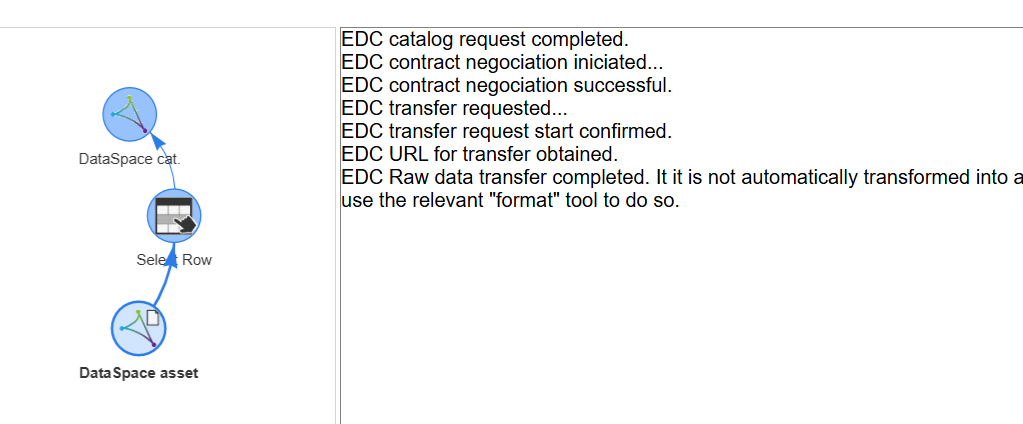 EDC catalog request completed.
EDC contract negociation iniciated...
EDC contract negociation successful.
EDC transfer requested...
EDC transfer request start confirmed.
EDC URL for transfer obtained.
EDC Raw data transfer completed. It it is not automatically transformed into a
use the relevant "format" tool to do so.
DataSpace cat.
Select Row
DataSpace asset